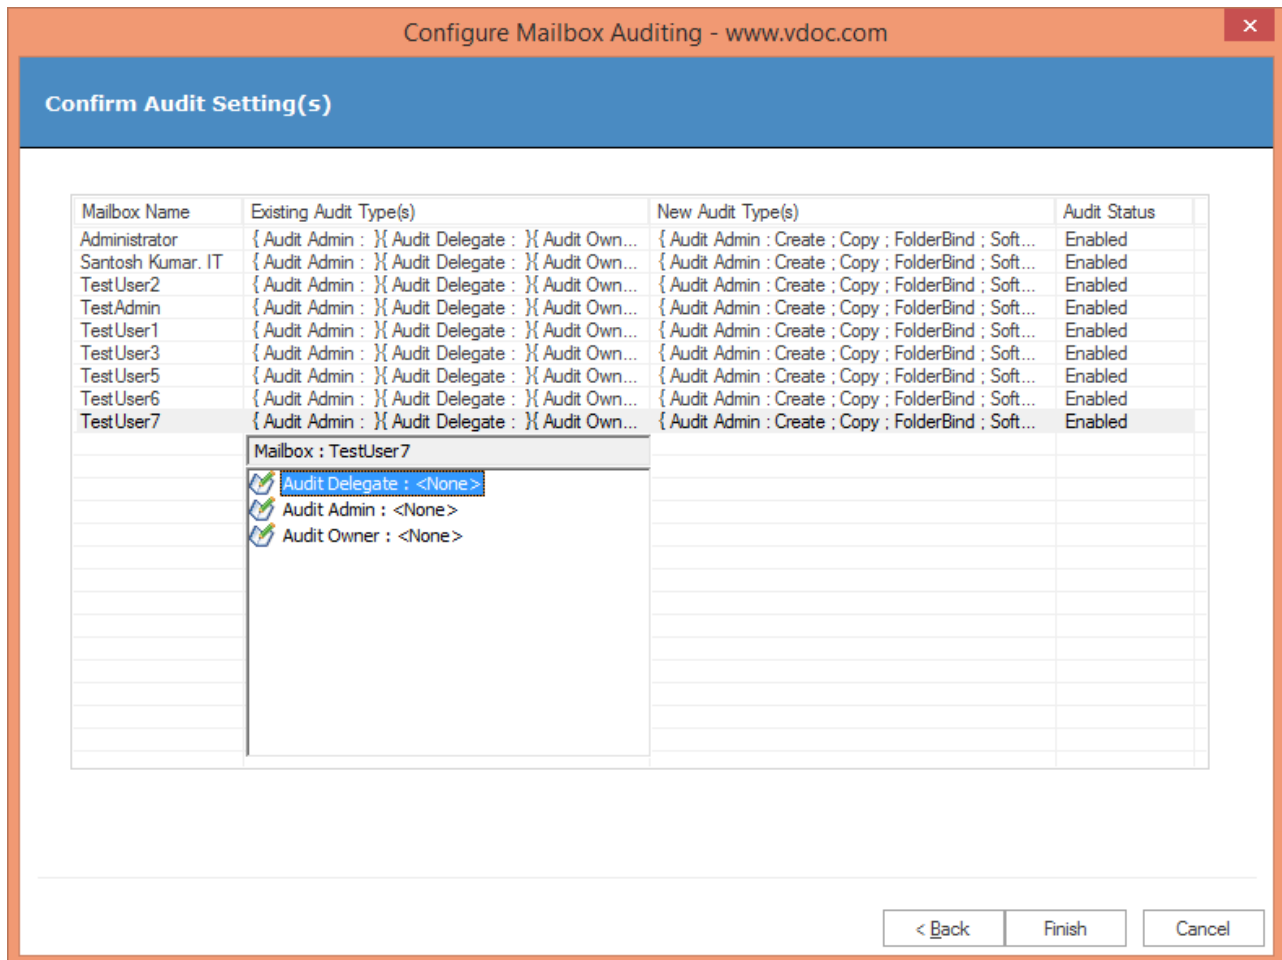 Configure Mailbox Auditing - www.vdoc.com
Confirm Audit Setting(s)
Mailbox Name Existing Audit Type(s) New Audit Type(s) Audit Status
Administrator { Audit Admin : }{ Audit Delegate : }{ Audit Own... { Audit Admin : Create ; Copy ; FolderBind ; Soft... Enabled
Santosh Kumar. IT { Audit Admin : }{ Audit Delegate : }{ Audit Own... { Audit Admin : Create ; Copy ; FolderBind ; Soft... Enabled
TestUser2 { Audit Admin : }{ Audit Delegate : }{ Audit Own... { Audit Admin : Create ; Copy ; FolderBind ; Soft... Enabled
TestAdmin { Audit Admin : }{ Audit Delegate : }{ Audit Own... { Audit Admin : Create ; Copy ; FolderBind ; Soft... Enabled
TestUser1 { Audit Admin : }{ Audit Delegate : }{ Audit Own... { Audit Admin : Create ; Copy ; FolderBind ; Soft... Enabled
TestUser3 { Audit Admin : }{ Audit Delegate : }{ Audit Own... { Audit Admin : Create ; Copy ; FolderBind ; Soft... Enabled
TestUser5 { Audit Admin : }{ Audit Delegate : }{ Audit Own... { Audit Admin : Create ; Copy ; FolderBind ; Soft... Enabled
TestUser6 { Audit Admin : }{ Audit Delegate : }{ Audit Own... { Audit Admin : Create ; Copy ; FolderBind ; Soft... Enabled
TestUser7 { Audit Admin : }{ Audit Delegate : }{ Audit Own... { Audit Admin : Create ; Copy ; FolderBind ; Soft... Enabled
Mailbox : TestUser7
Audit Delegate : <None>
Audit Admin : <None>
Audit Owner : <None>
< Back Finish Cancel